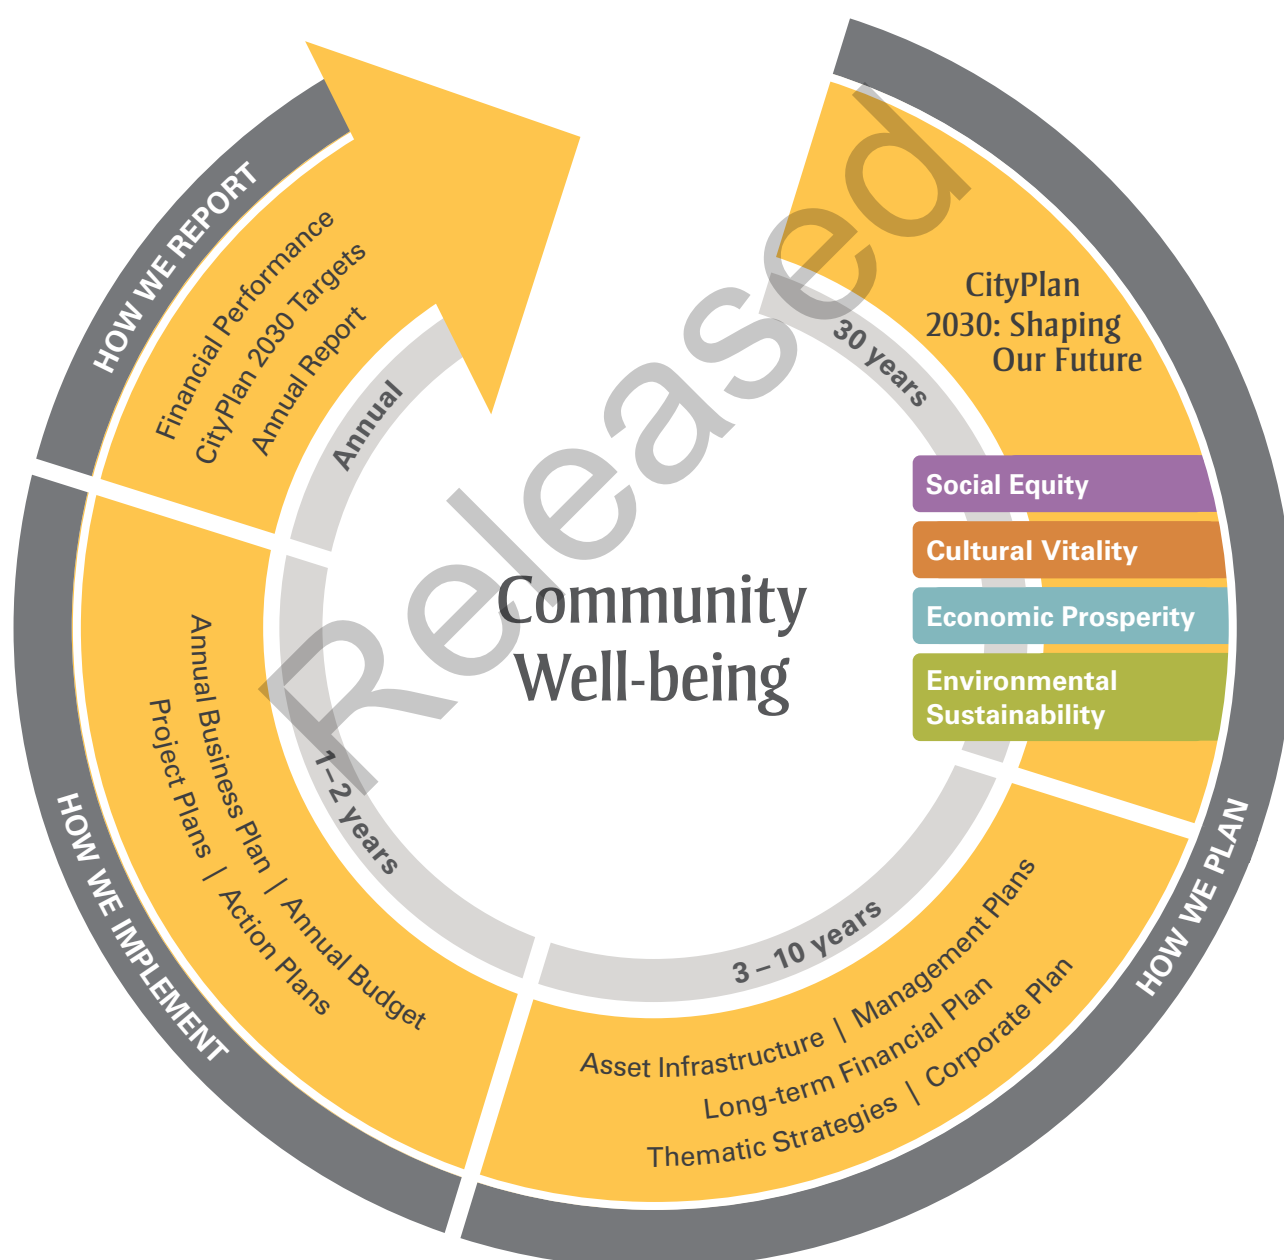 CityPlan
2030: Shaping
Our Future
30 years
Social Equity
Cultural Vitality
Economic Prosperity
Environmental
Sustainability
HOW WE PLAN
3 – 10 years
Asset Infrastructure | Management Plans
Long-term Financial Plan
Thematic Strategies | Corporate Plan
HOW WE IMPLEMENT
1–2 years
Annual Business Plan | Annual Budget
Project Plans | Action Plans
HOW WE REPORT
Financial Performance
CityPlan 2030 Targets
Annual Report
Annual
Community
Well-being
Released